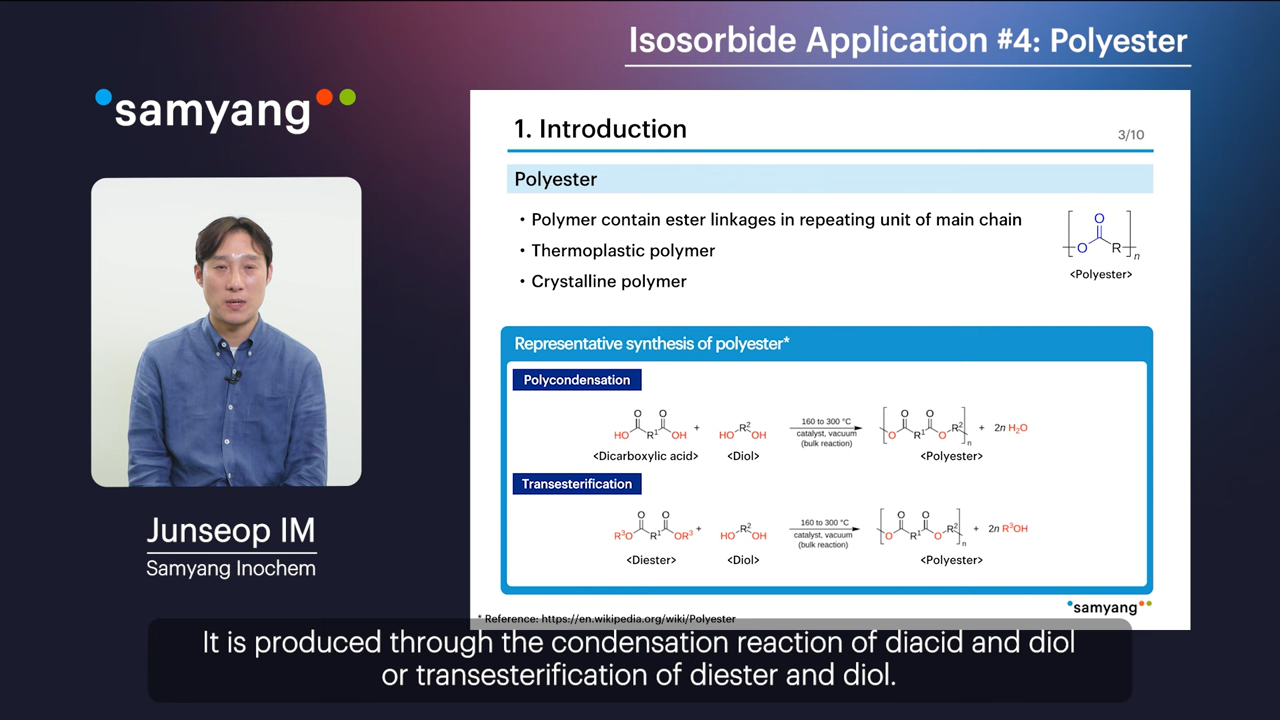 Isosorbide Application #4: Polyester
samyang
1. Introduction
3/10
Polyester
• Polymer contain ester linkages in repeating unit of main chain
• Thermoplastic polymer
• Crystalline polymer
O
O
R
n
<Polyester>
Representative synthesis of polyester*
Polycondensation
O O
HO R1 OH + HO R2 OH
160 to 300 °C
catalyst, vacuum
(bulk reaction)
O O
O R1 O R2 n + 2n H2O
<Dicarboxylic acid> <Diol> <Polyester>
Transesterification
O O
R3O R1 OR3 + HO R2 OH
160 to 300 °C
catalyst, vacuum
(bulk reaction)
O O
O R1 O R2 n + 2n R3OH
<Diester> <Diol> <Polyester>
samyang
* Reference: https://en.wikipedia.org/wiki/Polyester
Junseop IM
Samyang Inochem
It is produced through the condensation reaction of diacid and diol
or transesterification of diester and diol.